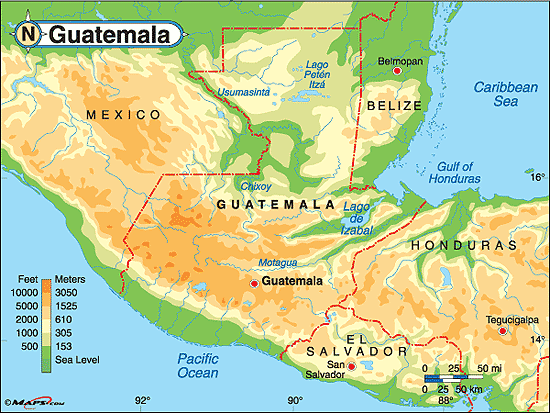 N Guatemala
Belmopan
Lago
Petén
Itzá
Usumasinta
Caribbean
Sea
MEXICO
BELIZE
Gulf of
Honduras
16°
Chixoy
GUATEMALA
Lago
de
Izabal
HONDURAS
Motagua
Guatemala
Feet Meters
10000 3050
5000 1525
2000 610
1000 305
500 153
Sea Level
Tegucigalpa
14°
EL
SALVADOR
San
Salvador
Pacific
Ocean
0 25 50 mi
0 25 50 km
92° 90° 88°
MAPS.COM